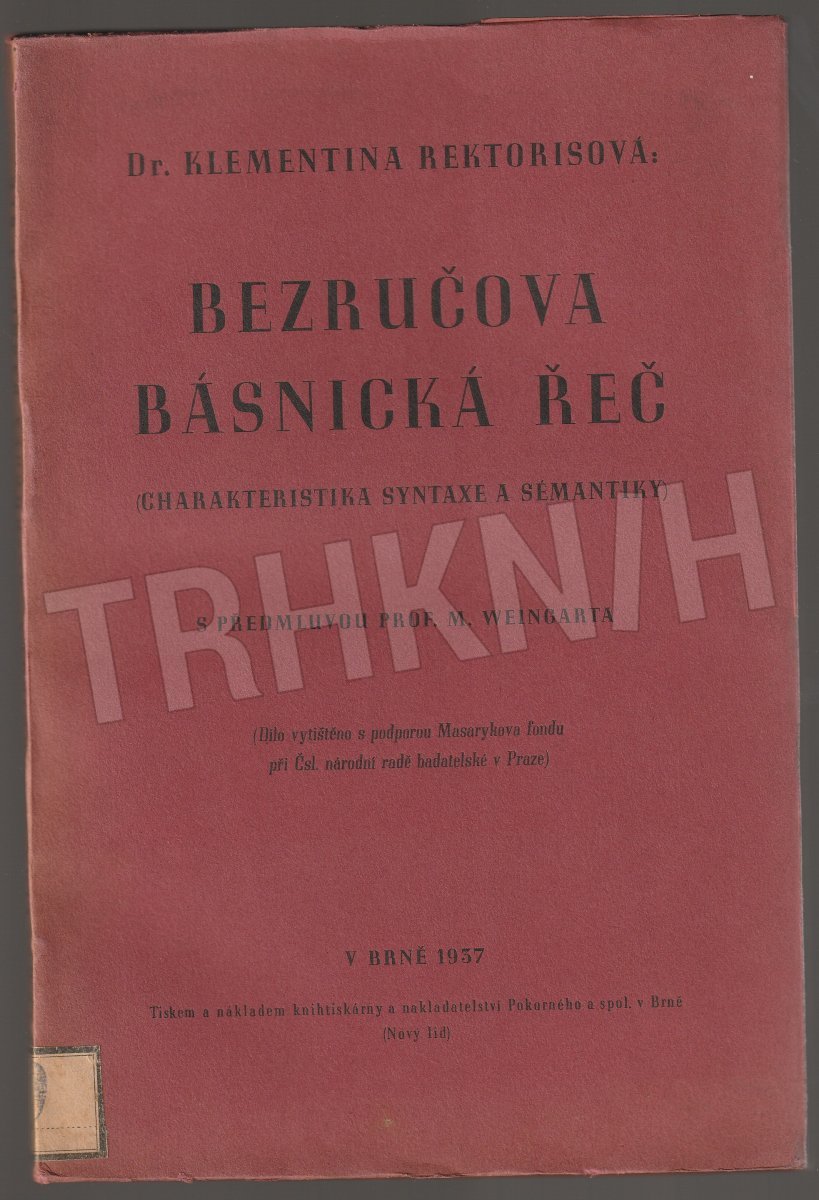 Dr. KLEMENTINA REKTORISOVÁ:
BEZRUČOVA
BÁSNICKÁ ŘEČ
(CHARAKTERISTIKA SYNTAXE A SÉMANTIKY)
TRHKNIH
S PŘEDMLUVOU PROF. M. WEINGARTA
(Dílo vytištěno s podporou Masarykova fondu
při Čsl. národní radě badatelské v Praze)
V BRNĚ 1937
Tiskem a nákladem knihtiskárny a nakladatelství Pokorného a spol. v Brně
(Nový lid)